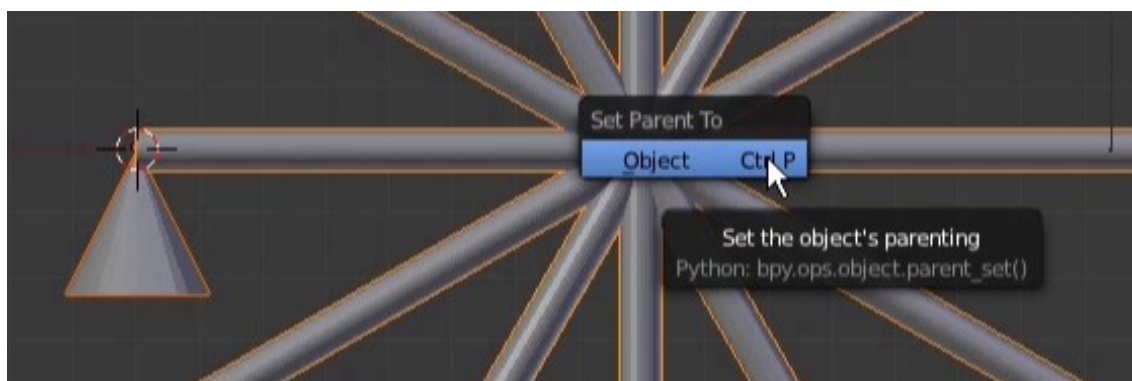 Set Parent To
Object Ctrl P
Set the object's parenting
Python: bpy.ops.object.parent_set()